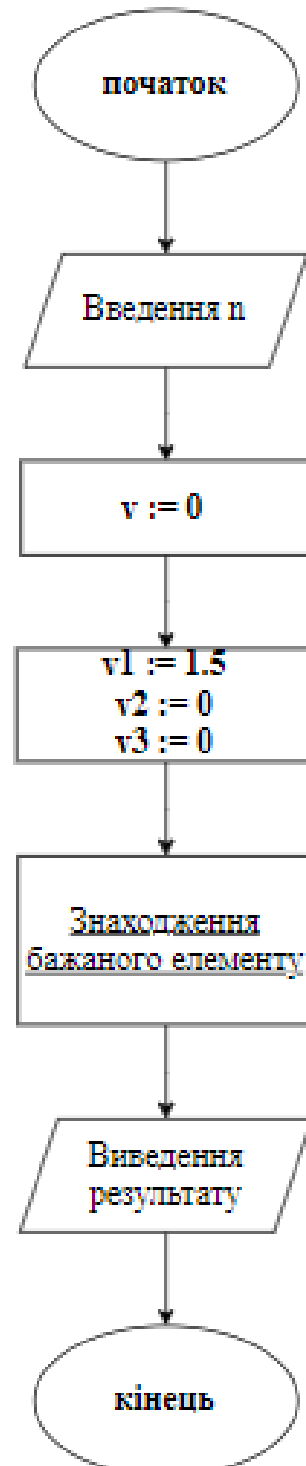 початок
Введення n
v := 0
v1 := 1.5
v2 := 0
v3 := 0
Знаходження
бажаного елементу
Виведення
результату
кінець